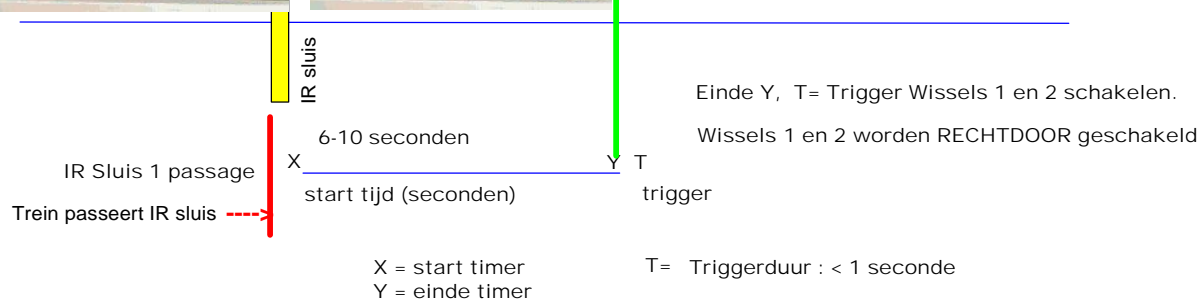 IR sluis
Einde Y, T= Trigger Wissels 1 en 2 schakelen.
6-10 seconden
Wissels 1 en 2 worden RECHTDOOR geschakeld
X
Y T
IR Sluis 1 passage
start tijd (seconden)
trigger
Trein passeert IR sluis
X = start timer
T= Triggerduur : < 1 seconde
Y = einde timer